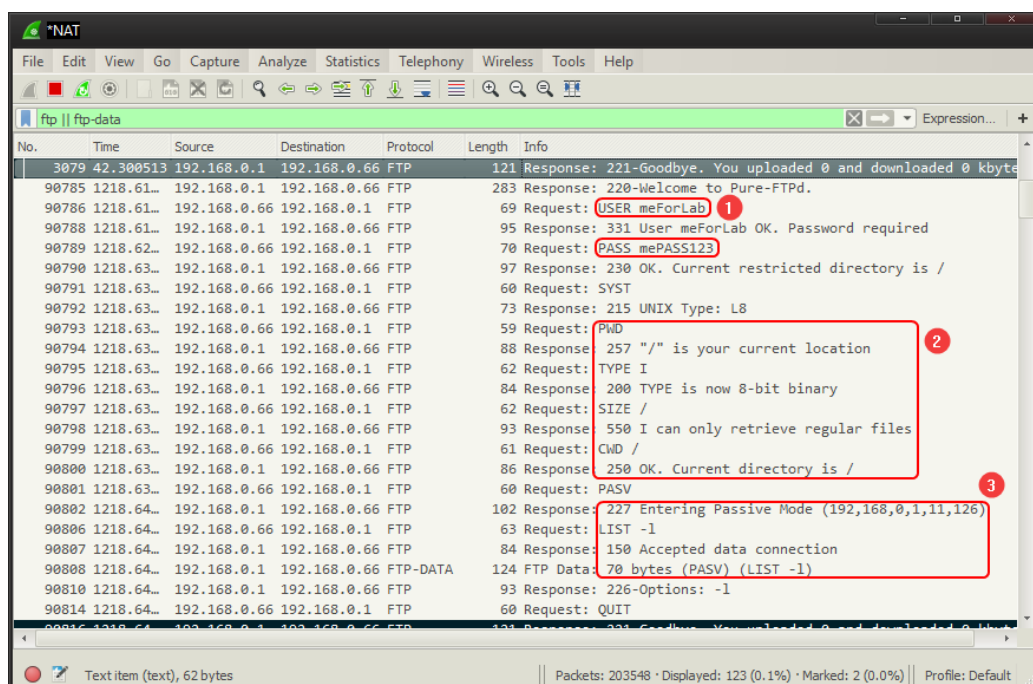 *NAT
File Edit View Go Capture Analyze Statistics Telephony Wireless Tools Help
ftp || ftp-data Expression... +
No. Time Source Destination Protocol Length Info
3079 42.300513 192.168.0.1 192.168.0.66 FTP 121 Response: 221-Goodbye. You uploaded 0 and downloaded 0 kbyte
90785 1218.61… 192.168.0.1 192.168.0.66 FTP 283 Response: 220-Welcome to Pure-FTPd.
90786 1218.61… 192.168.0.66 192.168.0.1 FTP 69 Request: USER meForLab 1
90788 1218.61… 192.168.0.1 192.168.0.66 FTP 95 Response: 331 User meForLab OK. Password required
90789 1218.62… 192.168.0.66 192.168.0.1 FTP 70 Request: PASS mePASS123
90790 1218.63… 192.168.0.1 192.168.0.66 FTP 97 Response: 230 OK. Current restricted directory is /
90791 1218.63… 192.168.0.66 192.168.0.1 FTP 60 Request: SYST
90792 1218.63… 192.168.0.1 192.168.0.66 FTP 73 Response: 215 UNIX Type: L8
90793 1218.63… 192.168.0.66 192.168.0.1 FTP 59 Request: PWD
90794 1218.63… 192.168.0.1 192.168.0.66 FTP 88 Response: 257 "/" is your current location 2
90795 1218.63… 192.168.0.66 192.168.0.1 FTP 62 Request: TYPE I
90796 1218.63… 192.168.0.1 192.168.0.66 FTP 84 Response: 200 TYPE is now 8-bit binary
90797 1218.63… 192.168.0.66 192.168.0.1 FTP 62 Request: SIZE /
90798 1218.63… 192.168.0.1 192.168.0.66 FTP 93 Response: 550 I can only retrieve regular files
90799 1218.63… 192.168.0.66 192.168.0.1 FTP 61 Request: CWD /
90800 1218.63… 192.168.0.1 192.168.0.66 FTP 86 Response: 250 OK. Current directory is /
90801 1218.63… 192.168.0.66 192.168.0.1 FTP 60 Request: PASV 3
90802 1218.64… 192.168.0.1 192.168.0.66 FTP 102 Response: 227 Entering Passive Mode (192,168,0,1,11,126)
90806 1218.64… 192.168.0.66 192.168.0.1 FTP 63 Request: LIST -l
90807 1218.64… 192.168.0.1 192.168.0.66 FTP 84 Response: 150 Accepted data connection
90808 1218.64… 192.168.0.1 192.168.0.66 FTP-DATA 124 FTP Data: 70 bytes (PASV) (LIST -l)
90810 1218.64… 192.168.0.1 192.168.0.66 FTP 93 Response: 226-Options: -l
90814 1218.64… 192.168.0.66 192.168.0.1 FTP 60 Request: QUIT
90816 1218.64… 192.168.0.1 192.168.0.66 FTP 121 Response: 221-Goodbye. You uploaded 0 and downloaded 0 kbyte
Text item (text), 62 bytes Packets: 203548 · Displayed: 123 (0.1%) · Marked: 2 (0.0%) Profile: Default